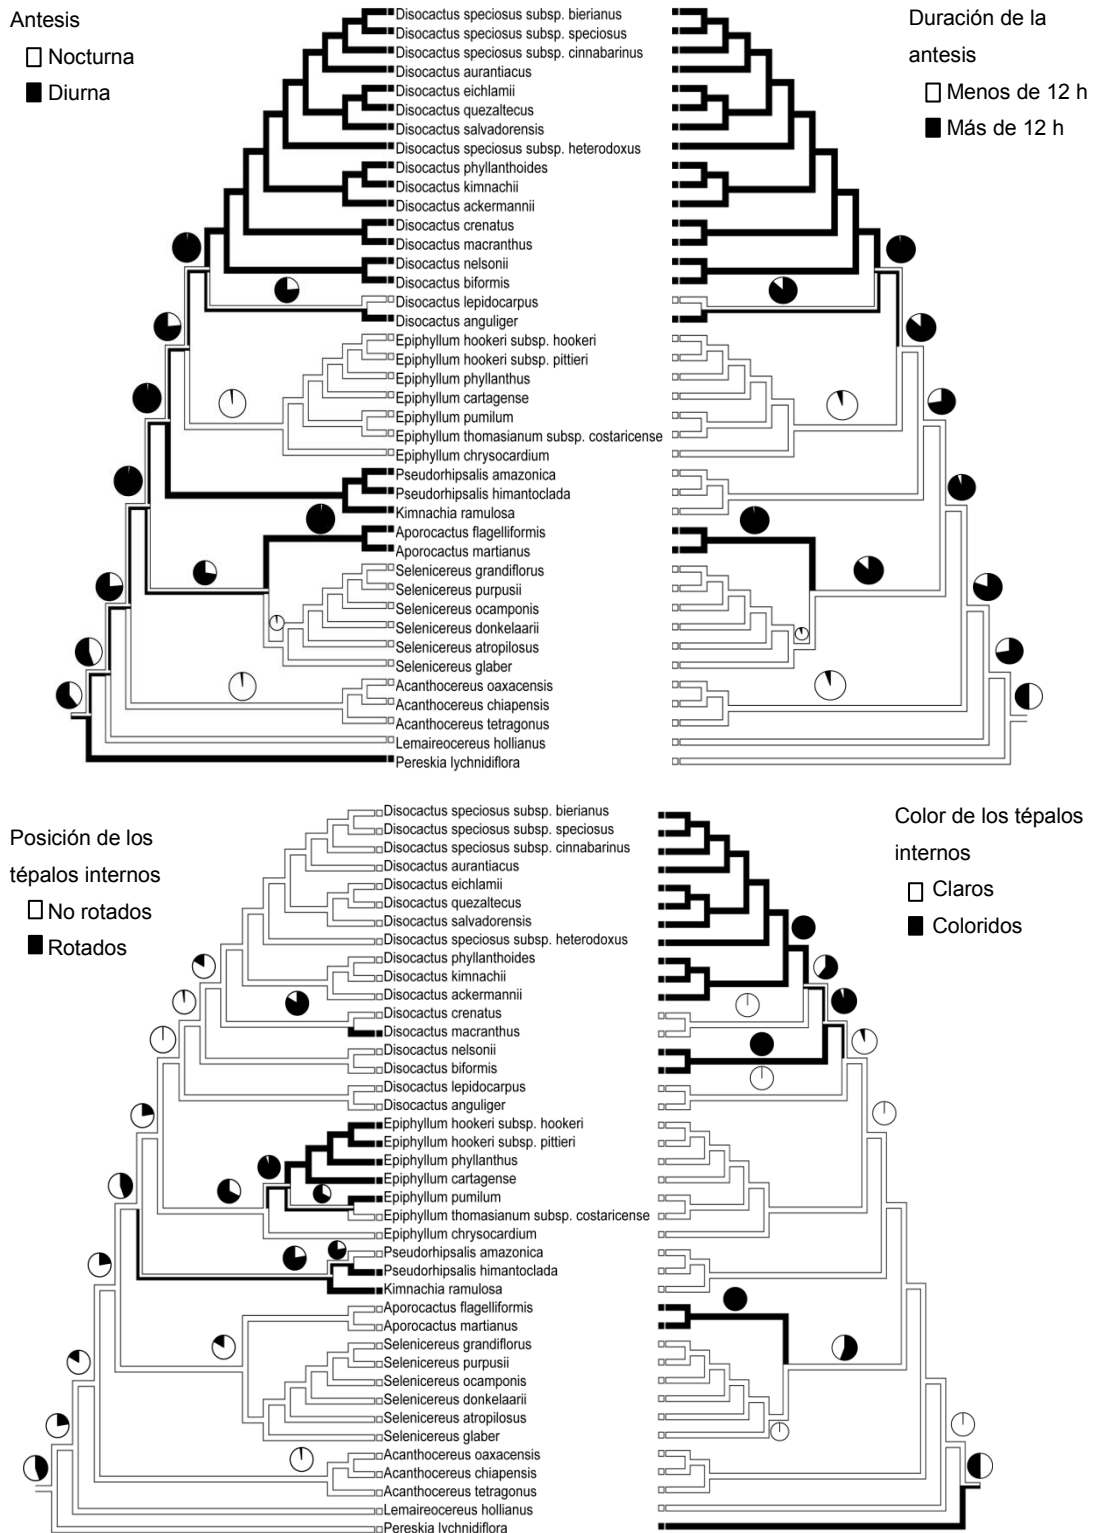 Antesis
Nocturna
Diurna
Disocactus speciosus subsp. bierianus
Disocactus speciosus subsp. speciosus
Disocactus speciosus subsp. cinnabarinus
Disocactus aurantiacus
Disocactus eichlamii
Disocactus quezaltecus
Disocactus salvadorensis
Disocactus speciosus subsp. heterodoxus
Disocactus phyllanthoides
Disocactus kimnachii
Disocactus ackermannii
Disocactus crenatus
Disocactus macranthus
Disocactus nelsonii
Disocactus biformis
Disocactus lepidocarpus
Disocactus anguliger
Epiphyllum hookeri subsp. hookeri
Epiphyllum hookeri subsp. pittieri
Epiphyllum phyllanthus
Epiphyllum cartagense
Epiphyllum pumilum
Epiphyllum thomasianum subsp. costaricense
Epiphyllum chrysocardium
Pseudorhipsalis amazonica
Pseudorhipsalis himantoclada
Kimnachia ramulosa
Aporocactus flagelliformis
Aporocactus martianus
Selenicereus grandiflorus
Selenicereus purpusii
Selenicereus ocamponis
Selenicereus donkelaarii
Selenicereus atropilosus
Selenicereus glaber
Acanthocereus oaxacensis
Acanthocereus chiapensis
Acanthocereus tetragonus
Lemaireocereus hollianus
Pereskia lychnidiflora
Duración de la
antesis
Menos de 12 h
Más de 12 h
Posición de los
tépalos internos
No rotados
Rotados
Disocactus speciosus subsp. bierianus
Disocactus speciosus subsp. speciosus
Disocactus speciosus subsp. cinnabarinus
Disocactus aurantiacus
Disocactus eichlamii
Disocactus quezaltecus
Disocactus salvadorensis
Disocactus speciosus subsp. heterodoxus
Disocactus phyllanthoides
Disocactus kimnachii
Disocactus ackermannii
Disocactus crenatus
Disocactus macranthus
Disocactus nelsonii
Disocactus biformis
Disocactus lepidocarpus
Disocactus anguliger
Epiphyllum hookeri subsp. hookeri
Epiphyllum hookeri subsp. pittieri
Epiphyllum phyllanthus
Epiphyllum cartagense
Epiphyllum pumilum
Epiphyllum thomasianum subsp. costaricense
Epiphyllum chrysocardium
Pseudorhipsalis amazonica
Pseudorhipsalis himantoclada
Kimnachia ramulosa
Aporocactus flagelliformis
Aporocactus martianus
Selenicereus grandiflorus
Selenicereus purpusii
Selenicereus ocamponis
Selenicereus donkelaarii
Selenicereus atropilosus
Selenicereus glaber
Acanthocereus oaxacensis
Acanthocereus chiapensis
Acanthocereus tetragonus
Lemaireocereus hollianus
Pereskia lychnidiflora
Color de los tépalos
internos
Claros
Coloridos